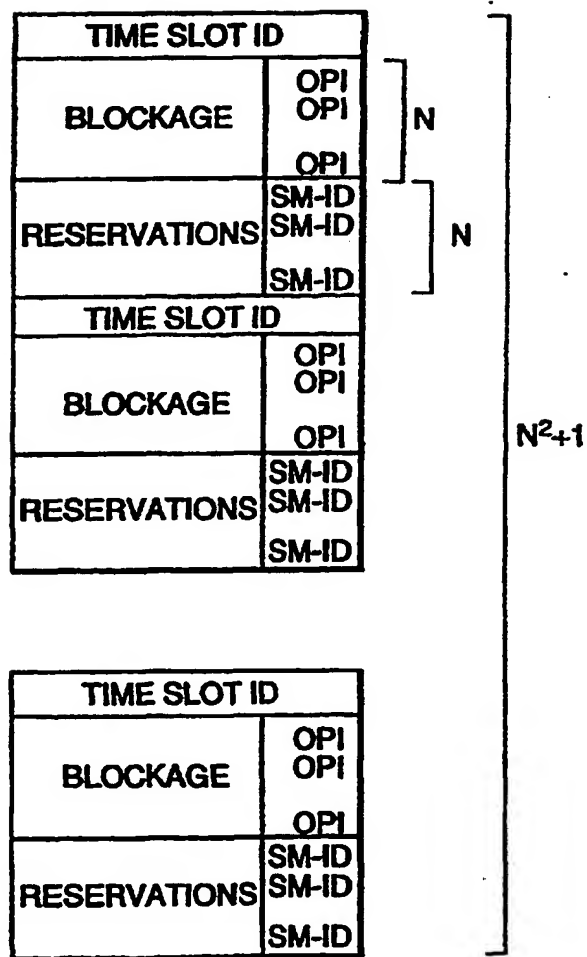 TIME SLOT ID
BLOCKAGE
OPI
OPI
OPI
N
RESERVATIONS
SM-ID
SM-ID
SM-ID
N
TIME SLOT ID
BLOCKAGE
OPI
OPI
OPI
RESERVATIONS
SM-ID
SM-ID
SM-ID
N²+1
TIME SLOT ID
BLOCKAGE
OPI
OPI
OPI
RESERVATIONS
SM-ID
SM-ID
SM-ID